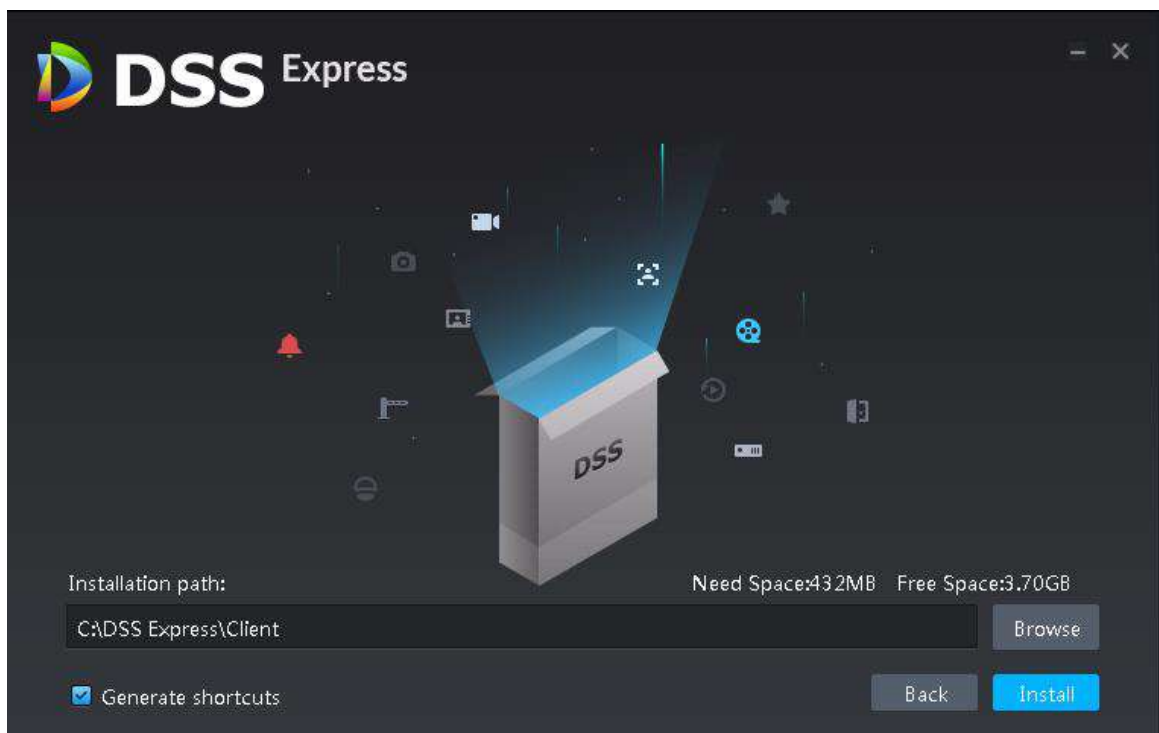 DSS Express
DSS
Installation path: Need Space:432MB Free Space:3.70GB
C:\DSS Express\Client Browse
Generate shortcuts Back Install